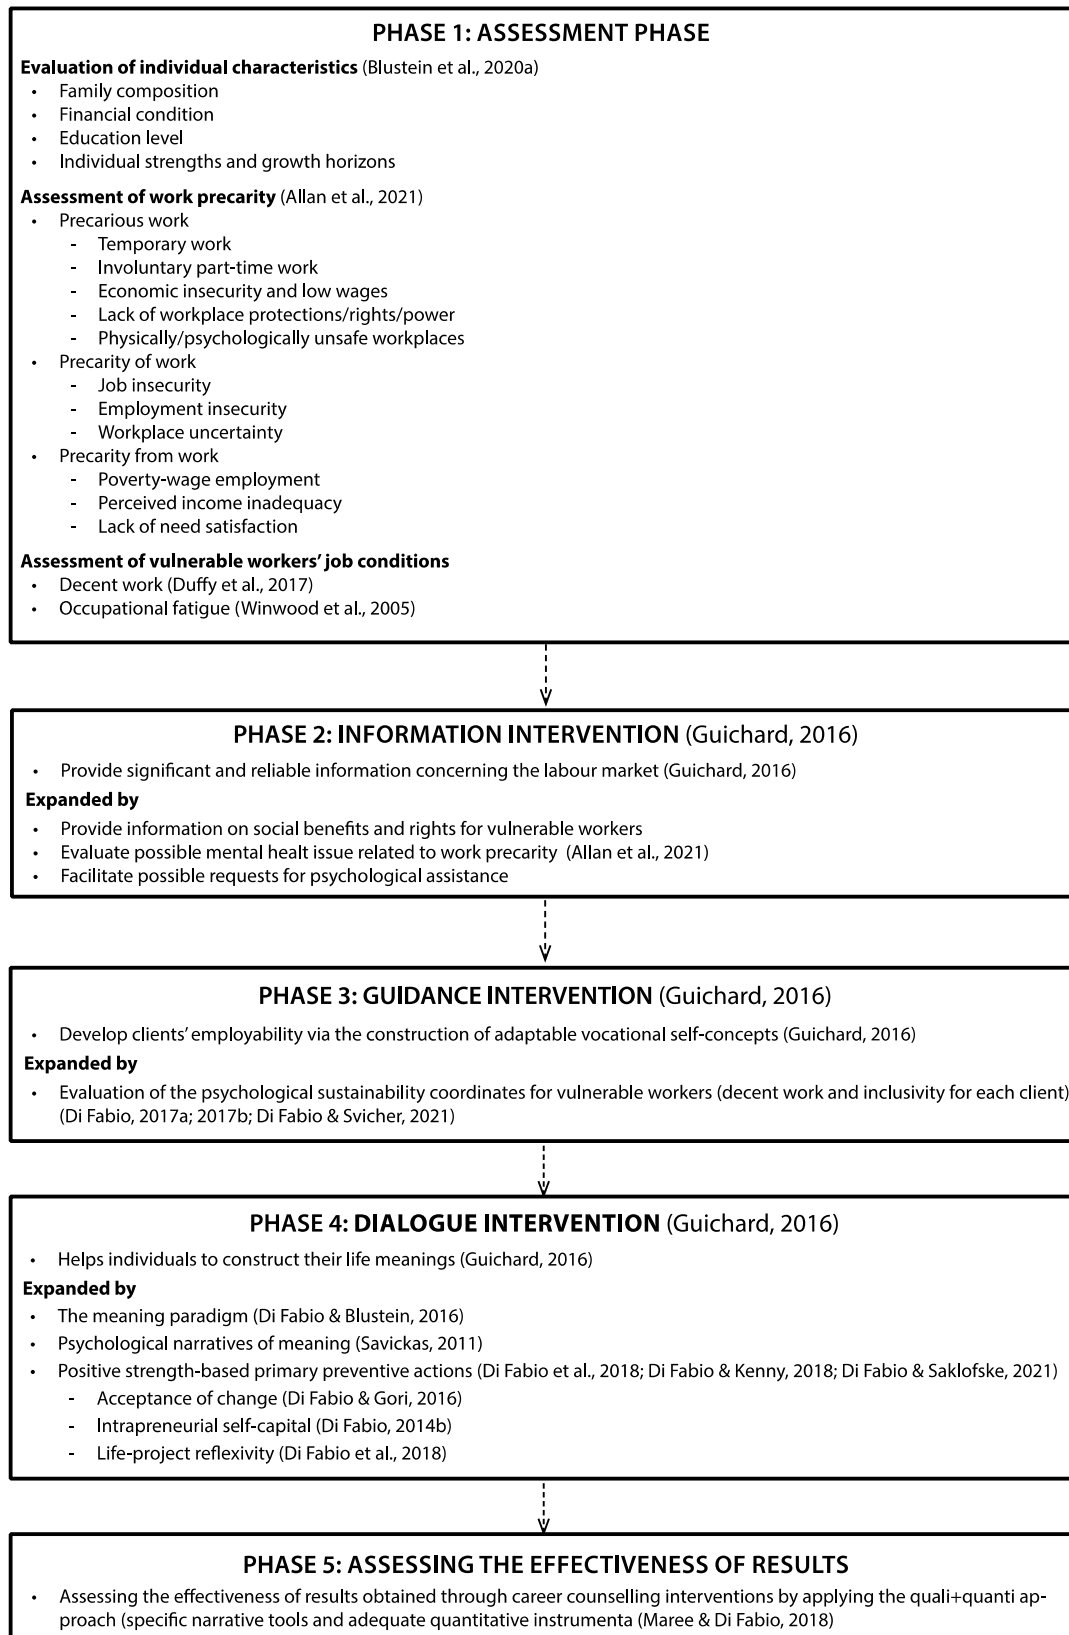 PHASE 1: ASSESSMENT PHASE
Evaluation of individual characteristics (Blustein et al., 2020a)
• Family composition
• Financial condition
• Education level
• Individual strengths and growth horizons
Assessment of work precarity (Allan et al., 2021)
• Precarious work
- Temporary work
- Involuntary part-time work
- Economic insecurity and low wages
- Lack of workplace protections/rights/power
- Physically/psychologically unsafe workplaces
• Precarity of work
- Job insecurity
- Employment insecurity
- Workplace uncertainty
• Precarity from work
- Poverty-wage employment
- Perceived income inadequacy
- Lack of need satisfaction
Assessment of vulnerable workers’ job conditions
• Decent work (Duffy et al., 2017)
• Occupational fatigue (Winwood et al., 2005)
PHASE 2: INFORMATION INTERVENTION (Guichard, 2016)
• Provide significant and reliable information concerning the labour market (Guichard, 2016)
Expanded by
• Provide information on social benefits and rights for vulnerable workers
• Evaluate possible mental healt issue related to work precarity (Allan et al., 2021)
• Facilitate possible requests for psychological assistance
PHASE 3: GUIDANCE INTERVENTION (Guichard, 2016)
• Develop clients’ employability via the construction of adaptable vocational self-concepts (Guichard, 2016)
Expanded by
• Evaluation of the psychological sustainability coordinates for vulnerable workers (decent work and inclusivity for each client)
(Di Fabio, 2017a; 2017b; Di Fabio & Svicher, 2021)
PHASE 4: DIALOGUE INTERVENTION (Guichard, 2016)
• Helps individuals to construct their life meanings (Guichard, 2016)
Expanded by
• The meaning paradigm (Di Fabio & Blustein, 2016)
• Psychological narratives of meaning (Savickas, 2011)
• Positive strength-based primary preventive actions (Di Fabio et al., 2018; Di Fabio & Kenny, 2018; Di Fabio & Saklofske, 2021)
- Acceptance of change (Di Fabio & Gori, 2016)
- Intrapreneurial self-capital (Di Fabio, 2014b)
- Life-project reflexivity (Di Fabio et al., 2018)
PHASE 5: ASSESSING THE EFFECTIVENESS OF RESULTS
• Assessing the effectiveness of results obtained through career counselling interventions by applying the quali+quanti ap-
proach (specific narrative tools and adequate quantitative instrumenta (Maree & Di Fabio, 2018)